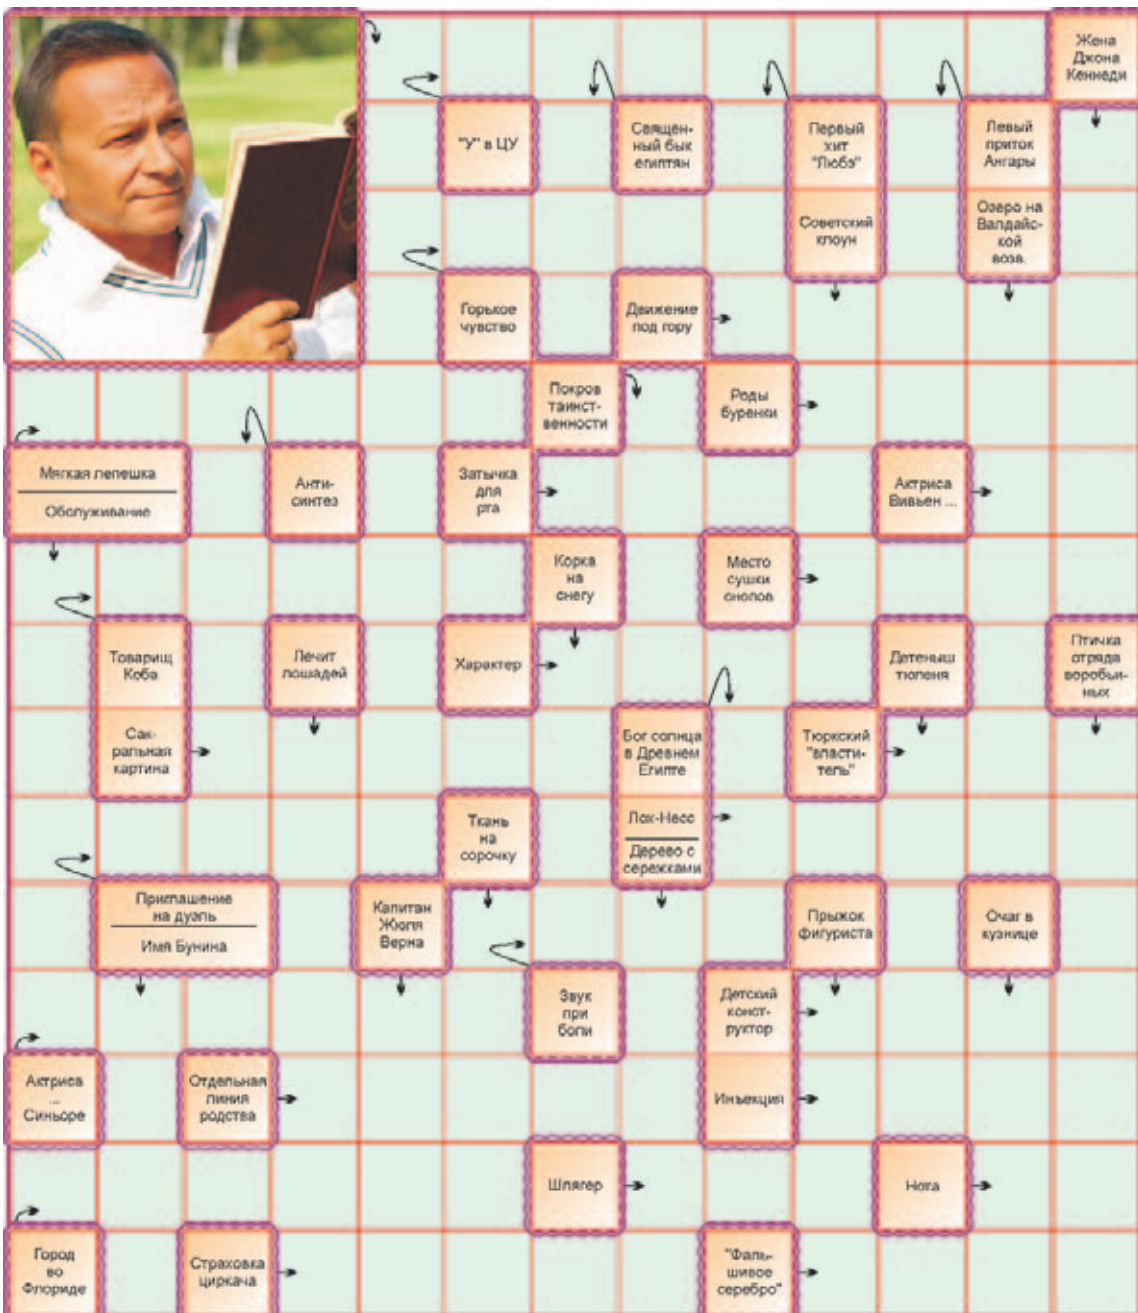 Жена
Джона
Кеннеди
"У" в ЦУ
Священ-
ный бык
египтян
Первый
хит
"Любэ"
Левый
приток
Ангары
Советский
клоун
Озеро на
Валдайс-
кой
возв.
Горькое
чувство
Движение
под гору
Покров
таинст-
венности
Роды
буренки
Мягкая лепешка
Обслуживание
Анти-
синтез
Затычка
для
рта
Актриса
Вивьен ...
Корка
на
снегу
Место
сушки
снопов
Товарищ
Коба
Лечит
лошадей
Характер
Детеныш
тюленя
Птичка
отряда
воробьи-
ных
Сак-
ральная
картина
Бог солнца
в Древнем
Египте
Тюркский
"власти-
тель"
Ткань
на
сорочку
Лох-Несс
Дерево с
сережками
Приглашение
на дуэль
Имя Бунина
Капитан
Жюля
Верна
Прыжок
фигуриста
Очаг в
кузнице
Звук
при
боли
Детский
конст-
руктор
Актриса
...
Синьоре
Отдельная
линия
родства
Инъекция
Шлягер
Нота
Город
во
Флориде
Страховка
циркача
"Фаль-
шивое
серебро"